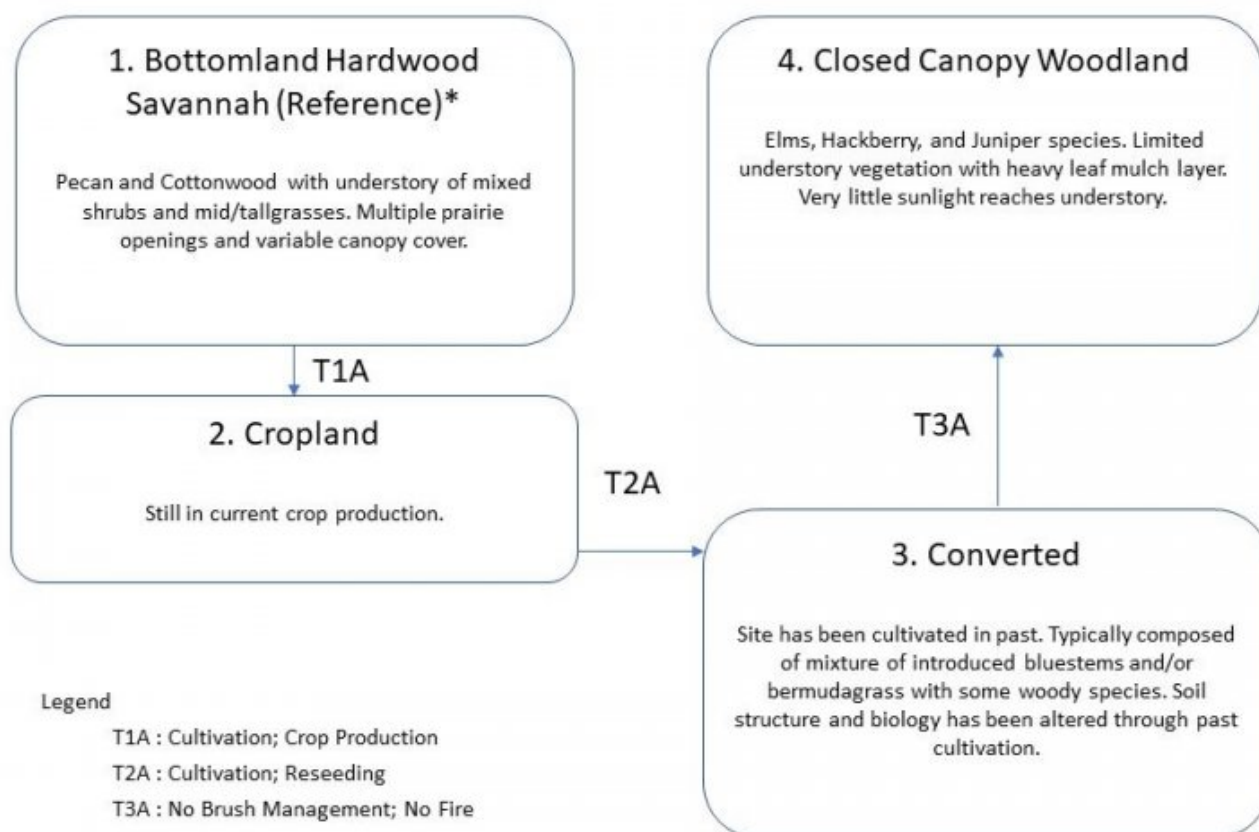 1. Bottomland Hardwood
Savannah (Reference)*
Pecan and Cottonwood with understory of mixed
shrubs and mid/tallgrasses. Multiple prairie
openings and variable canopy cover.
T1A
2. Cropland
Still in current crop production.
T2A
3. Converted
Site has been cultivated in past. Typically composed
of mixture of introduced bluestems and/or
bermudagrass with some woody species. Soil
structure and biology has been altered through past
cultivation.
T3A
4. Closed Canopy Woodland
Elms, Hackberry, and Juniper species. Limited
understory vegetation with heavy leaf mulch layer.
Very little sunlight reaches understory.
Legend
T1A : Cultivation; Crop Production
T2A : Cultivation; Reseeding
T3A : No Brush Management; No Fire